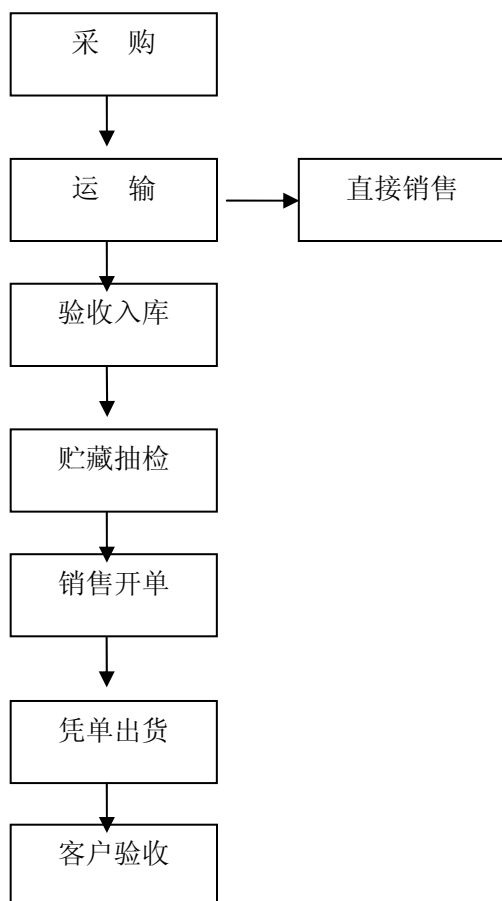 采 购
运 输
直接销售
验收入库
贮藏抽检
销售开单
凭单出货
客户验收